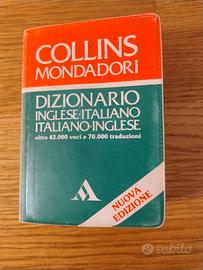 COLLINS
MONDADORI
DIZIONARIO
INGLESE•ITALIANO
ITALIANO•INGLESE
oltre 42.000 voci e 70.000 traduzioni
NUOVA
EDIZIONE
subito